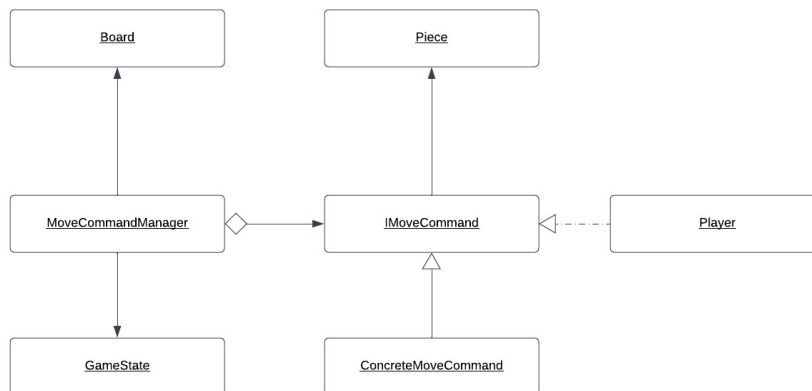 Board
Piece
MoveCommandManager
IMoveCommand
Player
GameState
ConcreteMoveCommand